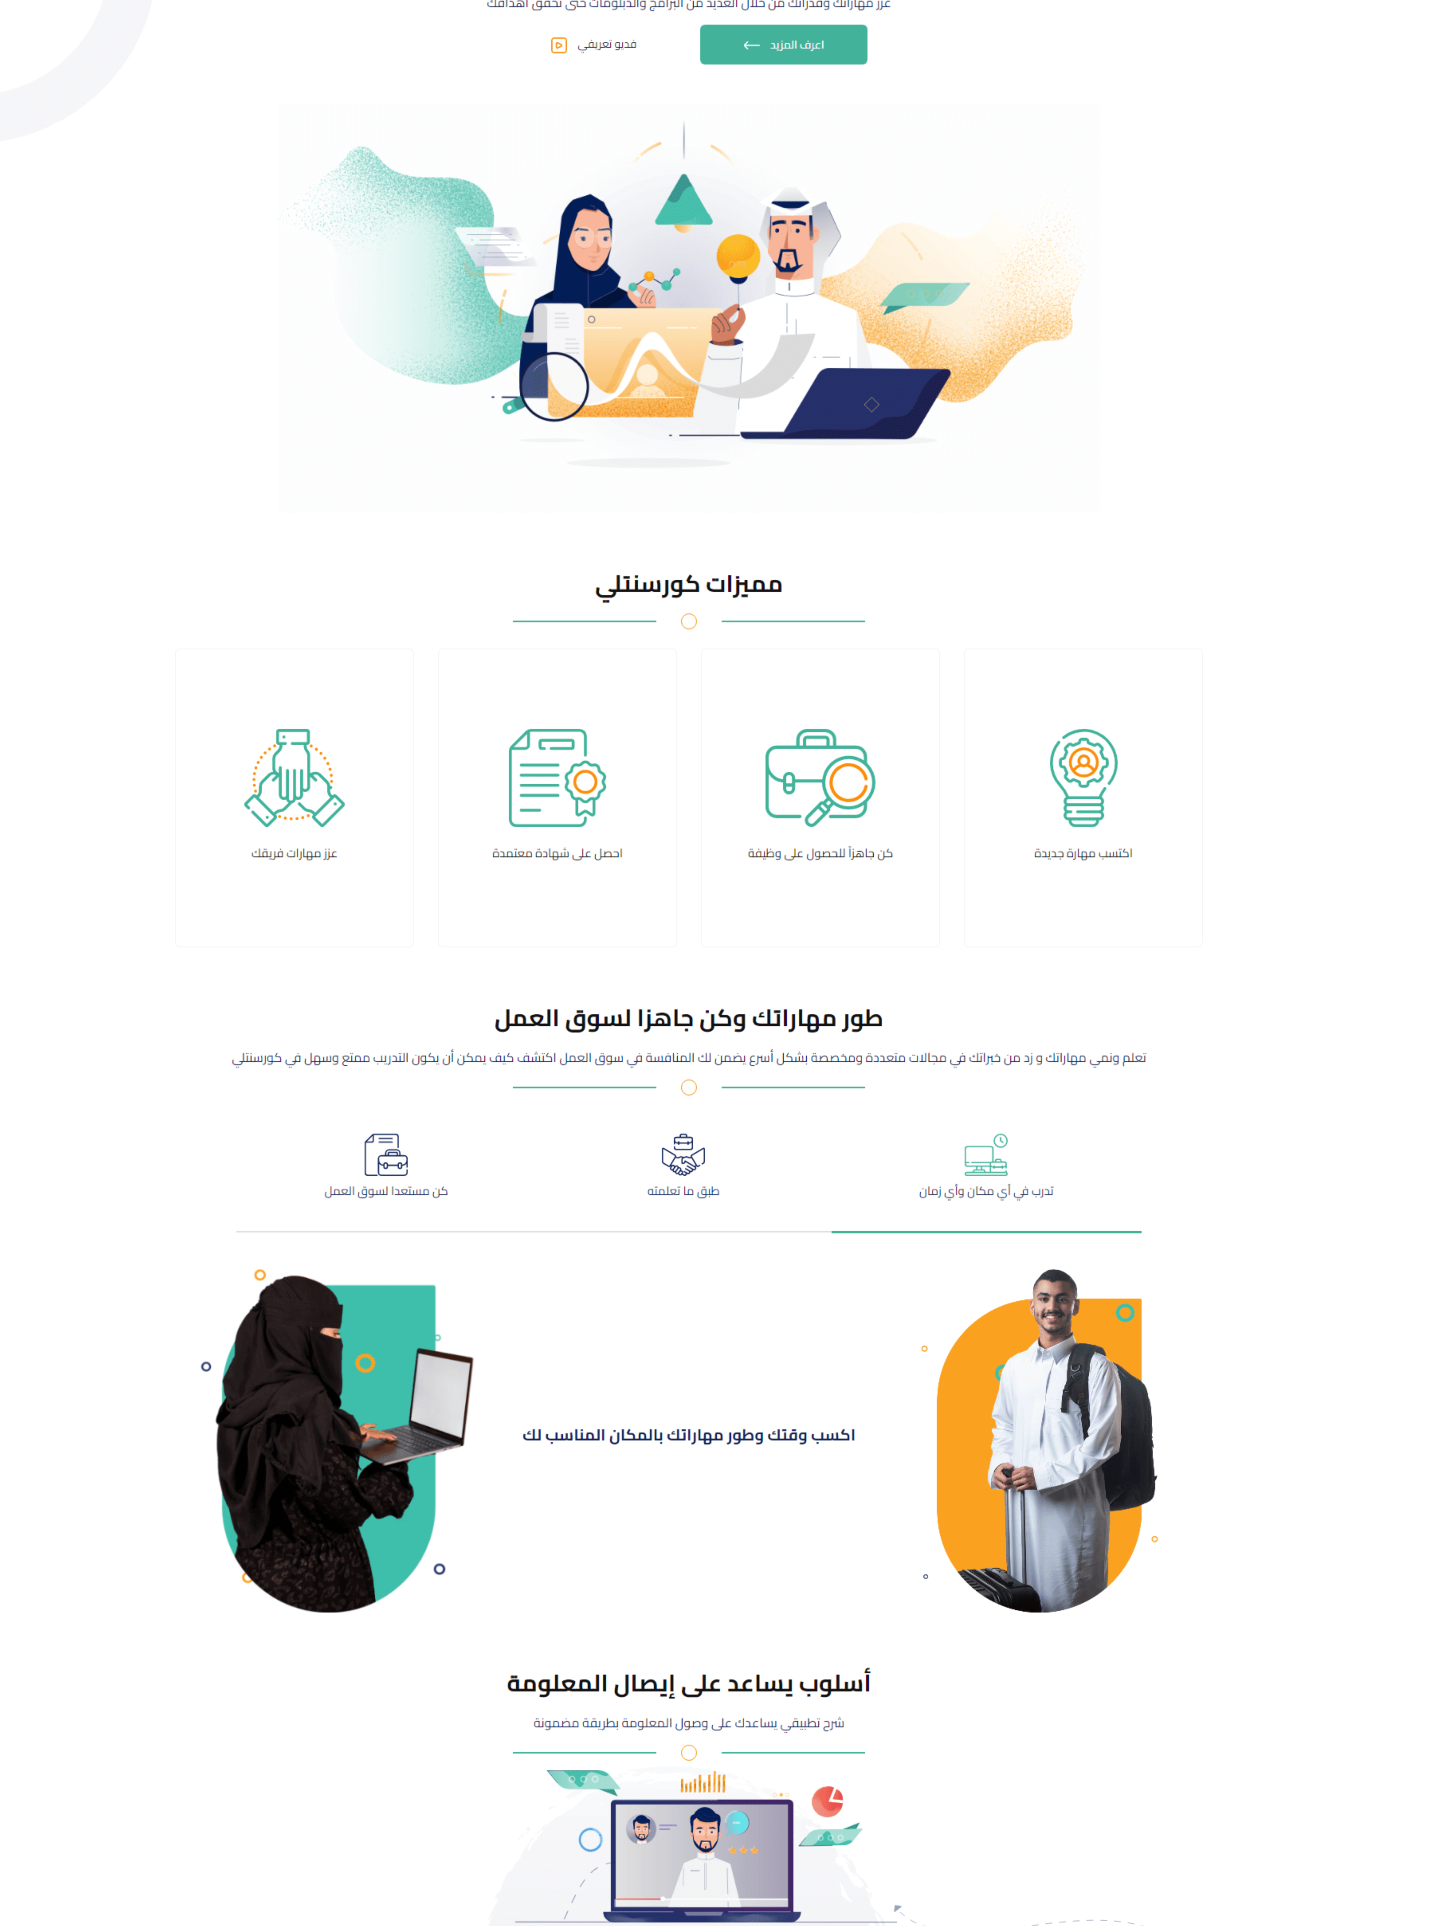 عزز مهاراتك وقدراتك من خلال العديد من البرامج والدبلومات حتى تحقق أهدافك
اعرف المزيد
فديو تعريفي
مميزات كورسنتلي
اكتسب مهارة جديدة
كن جاهزاً للحصول على وظيفة
احصل على شهادة معتمدة
عزز مهارات فريقك
طور مهاراتك وكن جاهزا لسوق العمل
تعلم ونمي مهاراتك و زد من خبراتك في مجالات متعددة ومخصصة بشكل أسرع يضمن لك المنافسة في سوق العمل اكتشف كيف يمكن أن يكون التدريب ممتع وسهل في كورسنتلي
تدرب في أي مكان وأي زمان
طبق ما تعلمته
كن مستعدا لسوق العمل
اكسب وقتك وطور مهاراتك بالمكان المناسب لك
أسلوب يساعد على إيصال المعلومة
شرح تطبيقي يساعدك على وصول المعلومة بطريقة مضمونة